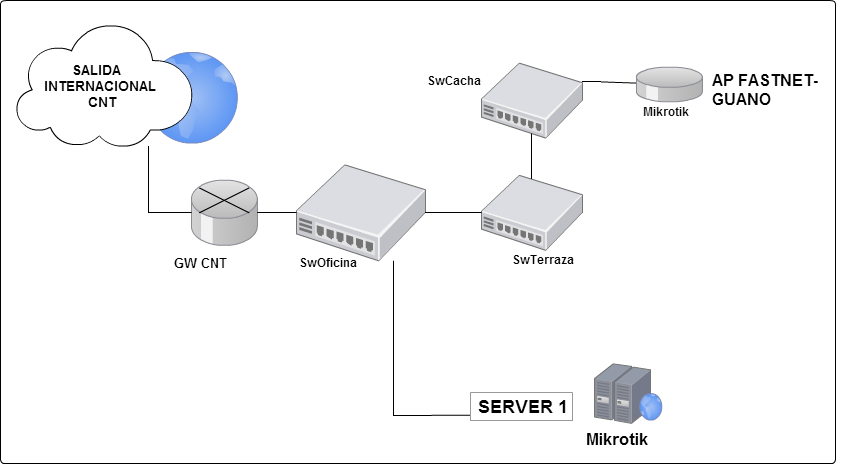 SALIDA
INTERNACIONAL
CNT
GW CNT
SwOficina
SwCacha
SwTerraza
Mikrotik
AP FASTNET-
GUANO
SERVER 1
Mikrotik